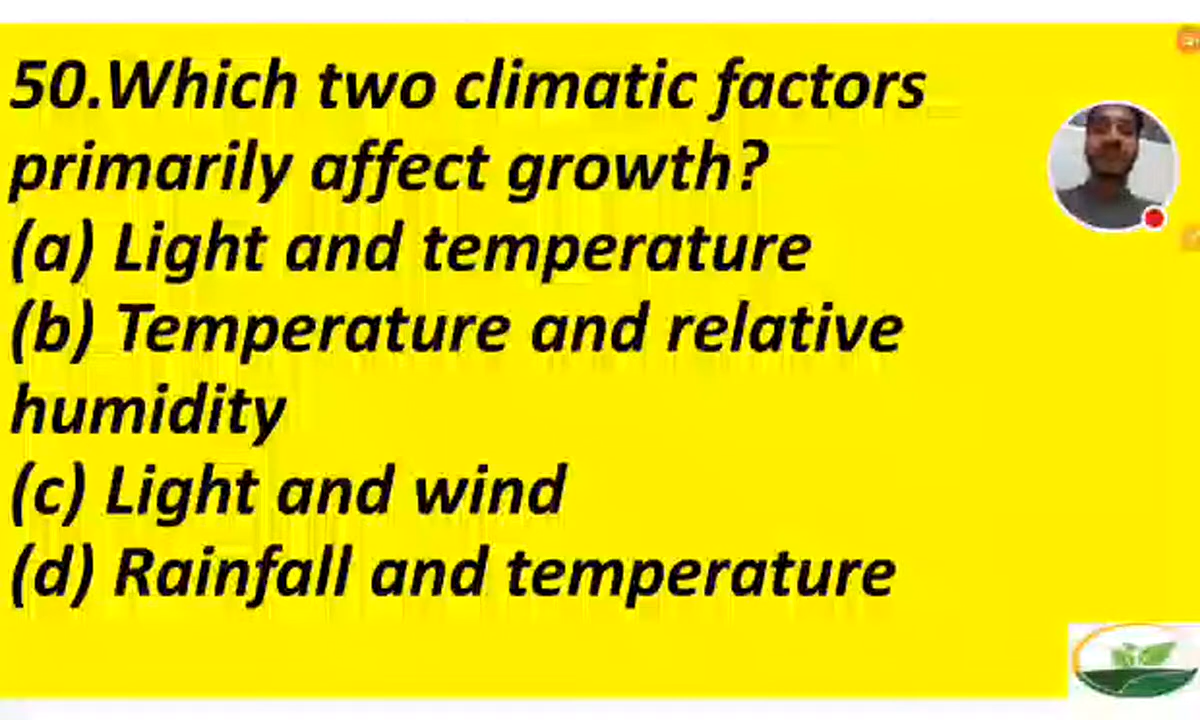 50.Which two climatic factors
primarily affect growth?
(a) Light and temperature
(b) Temperature and relative
humidity
(c) Light and wind
(d) Rainfall and temperature